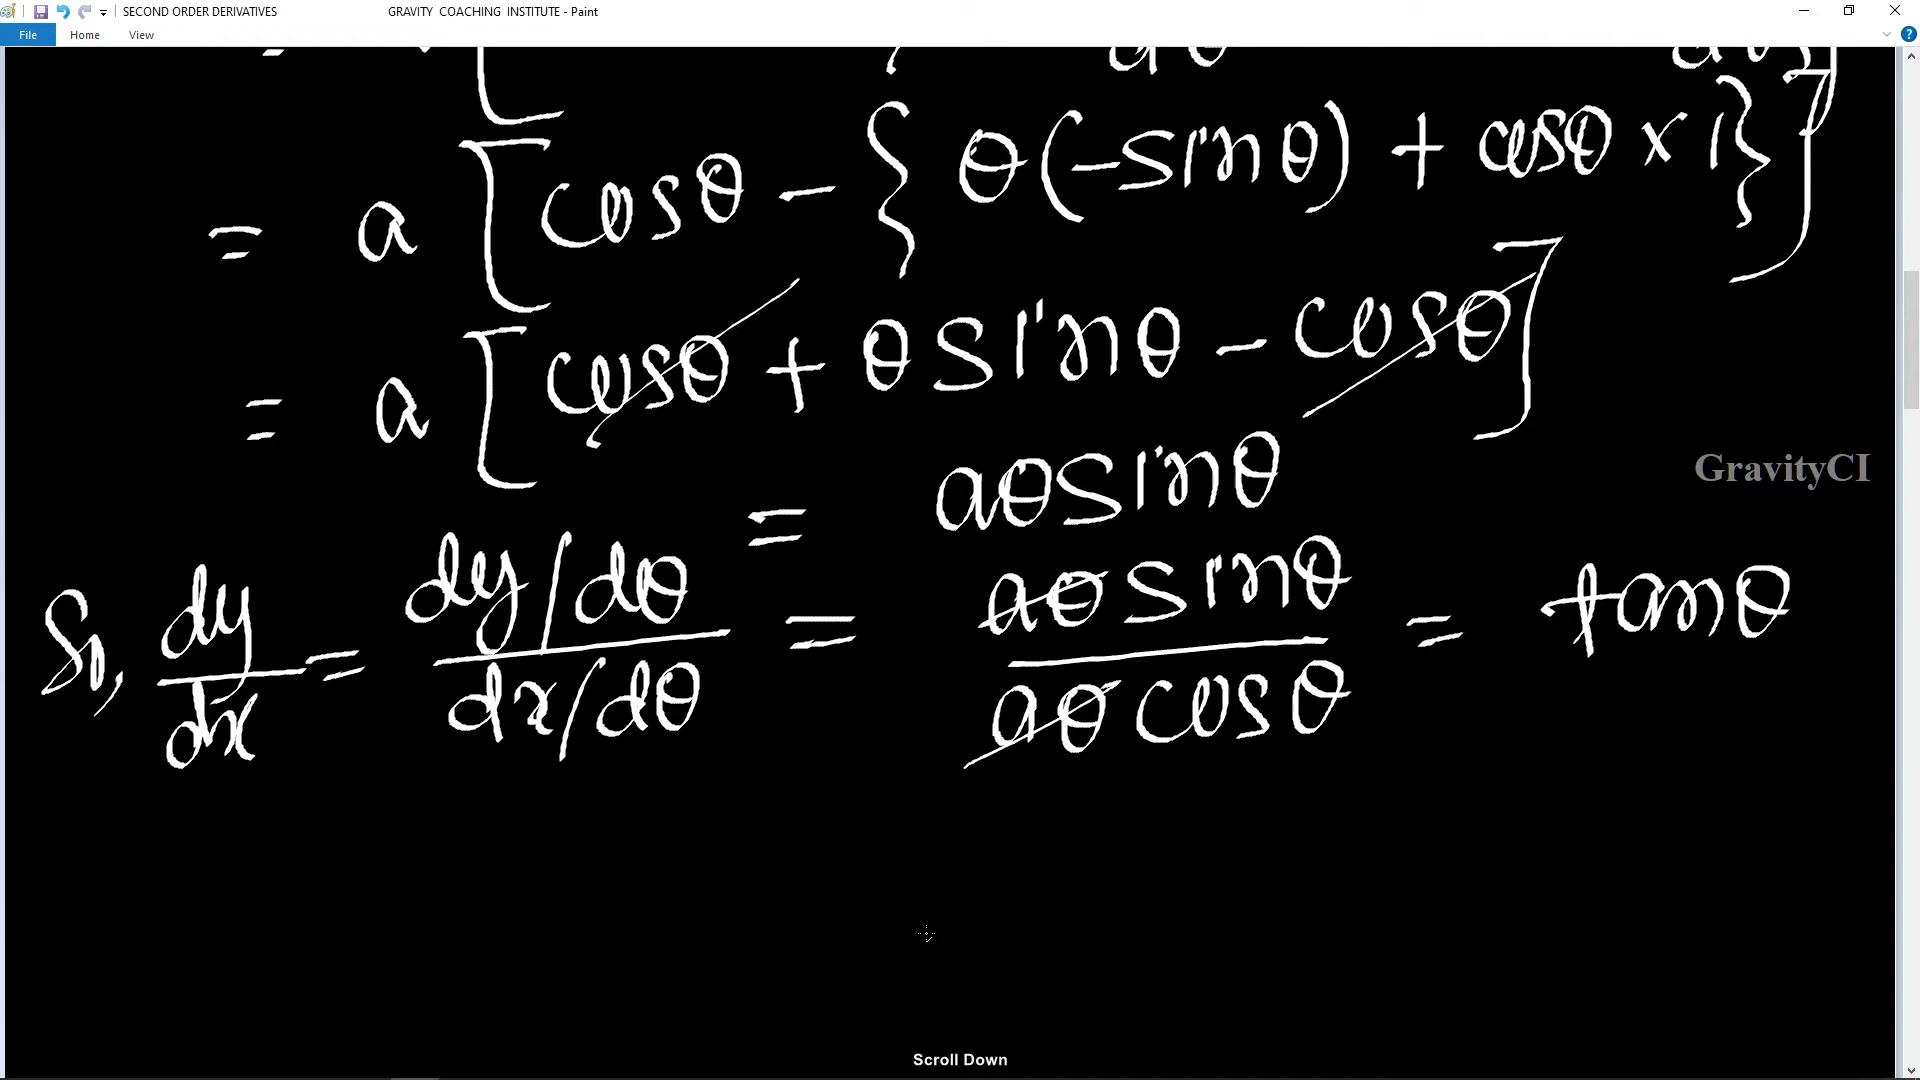 SECOND ORDER DERIVATIVES GRAVITY COACHING INSTITUTE - Paint
File Home View
= a [cosθ - {θ(-sinθ) + cosθ × 1}]
= a [cosθ + θ sinθ - cosθ]
= aθsinθ
GravityCI
So, dy/dx = (dy/dθ)/(dx/dθ) = aθsinθ/aθcosθ = tanθ
Scroll Down